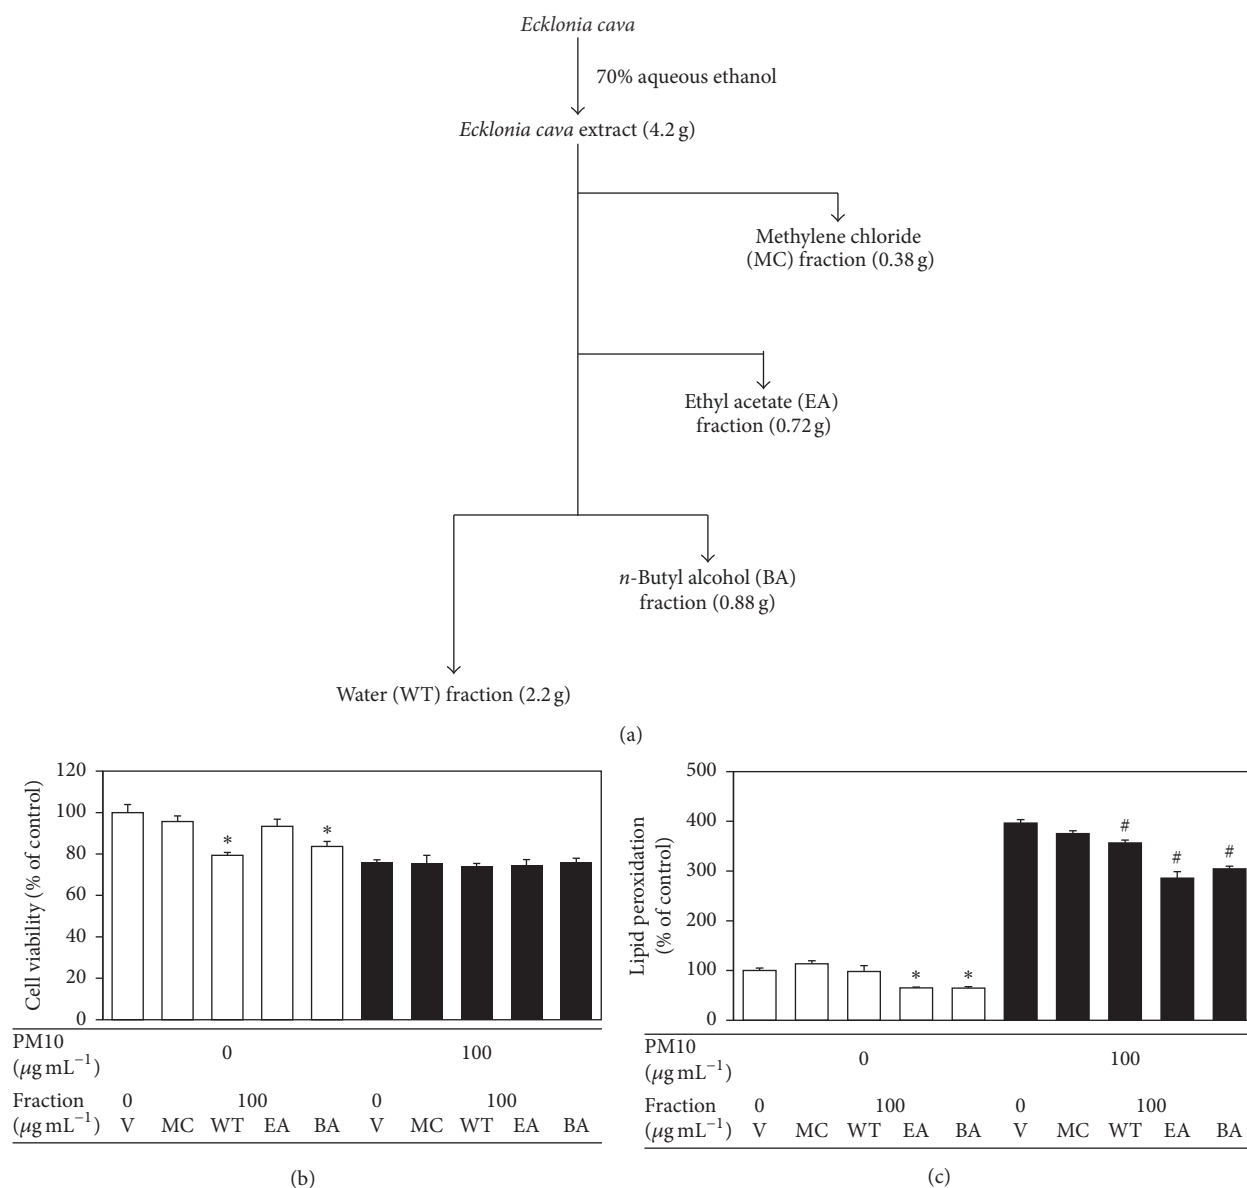 Ecklonia cava
70% aqueous ethanol
Ecklonia cava extract (4.2 g)
Methylene chloride
(MC) fraction (0.38 g)
Ethyl acetate (EA)
fraction (0.72 g)
n-Butyl alcohol (BA)
fraction (0.88 g)
Water (WT) fraction (2.2 g)
(a)
Cell viability (% of control)
120
100
80
60
40
20
0
* *
PM10
(μg mL⁻¹)
0 100
Fraction
(μg mL⁻¹)
0 100 0 100
V MC WT EA BA V MC WT EA BA
(b)
Lipid peroxidation
(% of control)
500
400
300
200
100
0
* * # # #
PM10
(μg mL⁻¹)
0 100
Fraction
(μg mL⁻¹)
0 100 0 100
V MC WT EA BA V MC WT EA BA
(c)